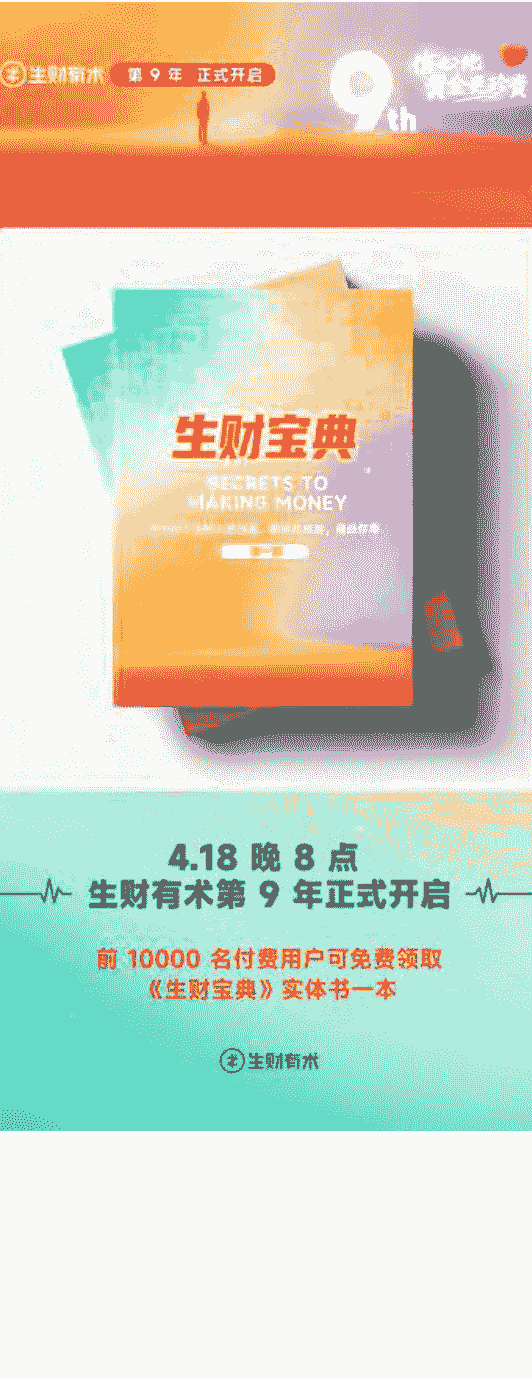 生财有术
第 9 年 正式开启
9th
生财宝典
SECRETS TO
MAKING MONEY
4.18 晚 8 点
生财有术第 9 年正式开启
前 10000 名付费用户可免费领取
《生财宝典》实体书一本
生财有术